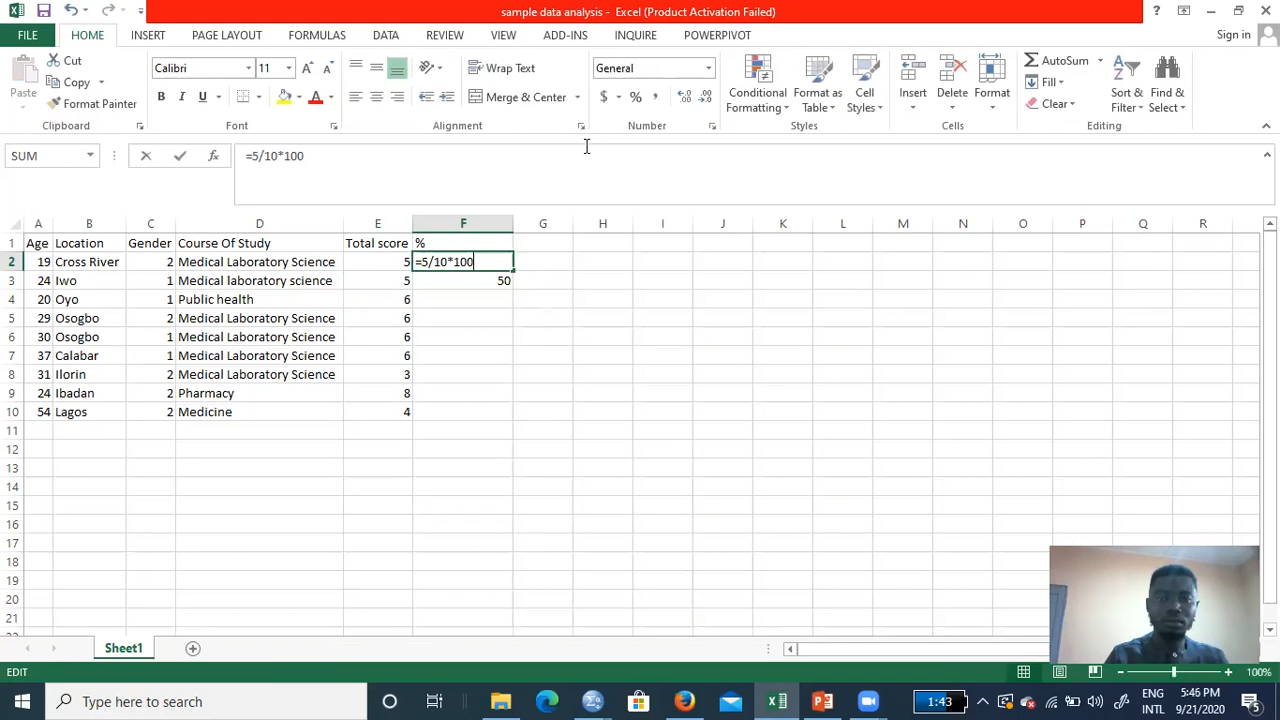 sample data analysis - Excel (Product Activation Failed)
FILE HOME INSERT PAGE LAYOUT FORMULAS DATA REVIEW VIEW ADD-INS INQUIRE POWERPIVOT Sign in
Paste Cut Copy Format Painter Clipboard
Calibri 11 B I U A Font
Wrap Text Merge & Center Alignment
General $ % , Number
Conditional Formatting Format as Table Cell Styles Styles
Insert Delete Format Cells
AutoSum Fill Clear Sort & Filter Find & Select Editing
SUM fx =5/10*100
A B C D E F G H I J K L M N O P Q R
1 Age Location Gender Course Of Study Total score %
2 19 Cross River 2 Medical Laboratory Science 5 =5/10*100
3 24 Iwo 1 Medical laboratory science 5 50
4 20 Oyo 1 Public health 6
5 29 Osogbo 2 Medical Laboratory Science 6
6 30 Osogbo 1 Medical Laboratory Science 6
7 37 Calabar 1 Medical Laboratory Science 6
8 31 Ilorin 2 Medical Laboratory Science 3
9 24 Ibadan 2 Pharmacy 8
10 54 Lagos 2 Medicine 4
11
12
13
14
15
16
17
18
19
20
21
Sheet1
EDIT 100%
Type here to search 1:43 ENG INTL 5:46 PM 9/21/2020 5